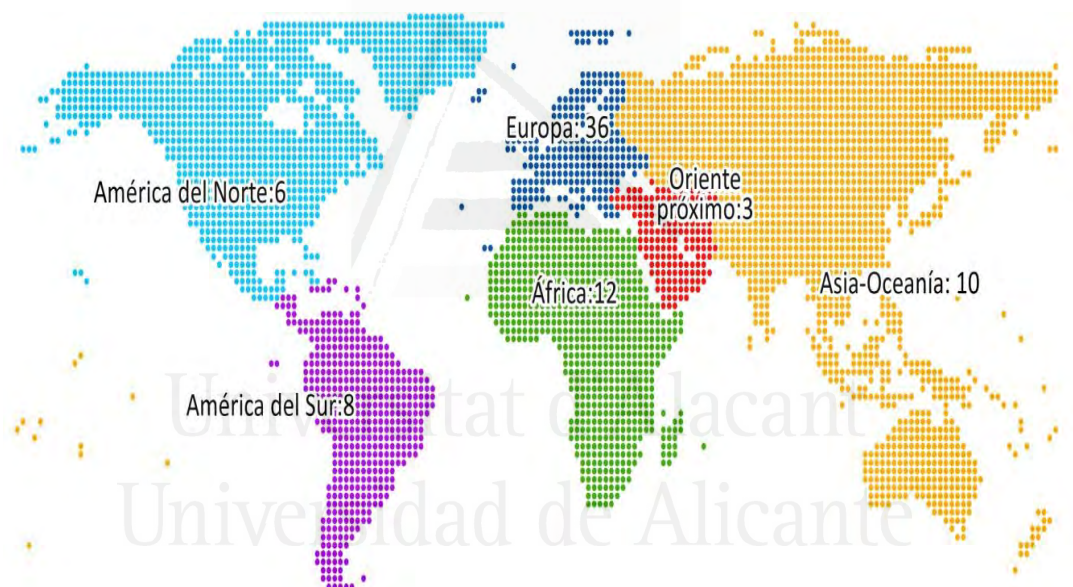 Europa: 36
América del Norte:6
Oriente
próximo:3
África:12
Asia-Oceanía: 10
América del Sur:8
Universitat d'Alacant
Universidad de Alicante